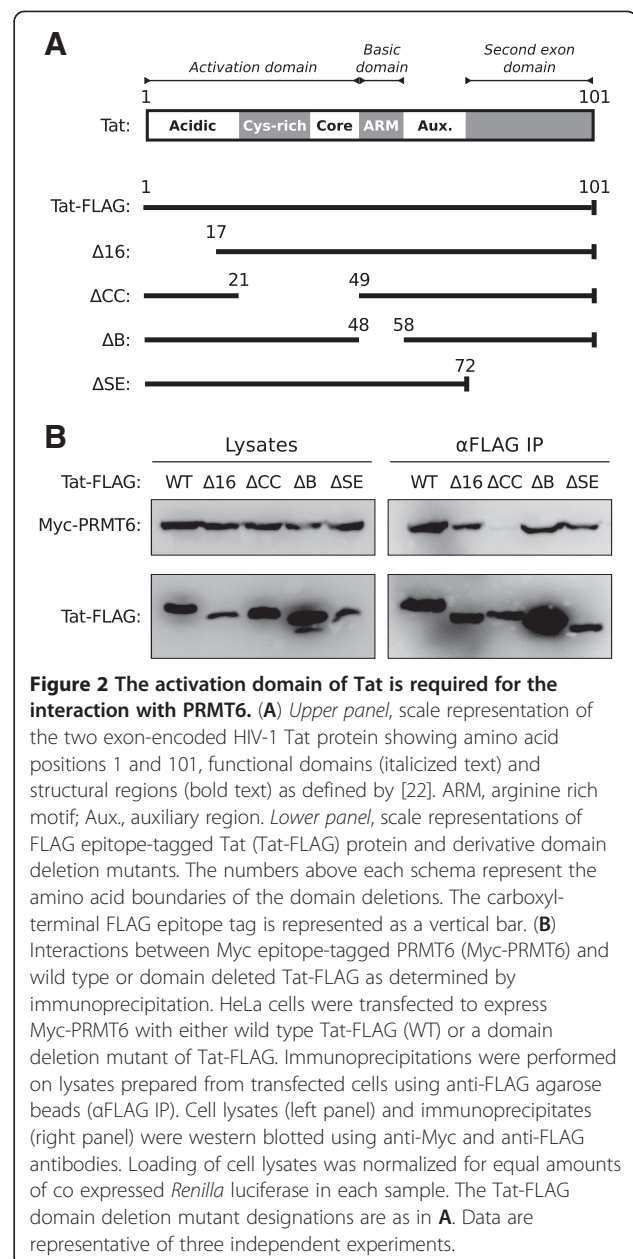 A
Activation domain
Basic domain
Second exon domain
1
101
Tat:
Acidic Cys-rich Core ARM Aux.
1
101
Tat-FLAG:
17
Δ16:
21 49
ΔCC:
48 58
ΔB:
72
ΔSE:
B
Lysates αFLAG IP
Tat-FLAG: WT Δ16 ΔCC ΔB ΔSE WT Δ16 ΔCC ΔB ΔSE
Myc-PRMT6:
Tat-FLAG:
Figure 2 The activation domain of Tat is required for the
interaction with PRMT6. (A) Upper panel, scale representation of
the two exon-encoded HIV-1 Tat protein showing amino acid
positions 1 and 101, functional domains (italicized text) and
structural regions (bold text) as defined by [22]. ARM, arginine rich
motif; Aux., auxiliary region. Lower panel, scale representations of
FLAG epitope-tagged Tat (Tat-FLAG) protein and derivative domain
deletion mutants. The numbers above each schema represent the
amino acid boundaries of the domain deletions. The carboxyl-
terminal FLAG epitope tag is represented as a vertical bar. (B)
Interactions between Myc epitope-tagged PRMT6 (Myc-PRMT6) and
wild type or domain deleted Tat-FLAG as determined by
immunoprecipitation. HeLa cells were transfected to express
Myc-PRMT6 with either wild type Tat-FLAG (WT) or a domain
deletion mutant of Tat-FLAG. Immunoprecipitations were performed
on lysates prepared from transfected cells using anti-FLAG agarose
beads (αFLAG IP). Cell lysates (left panel) and immunoprecipitates
(right panel) were western blotted using anti-Myc and anti-FLAG
antibodies. Loading of cell lysates was normalized for equal amounts
of co expressed Renilla luciferase in each sample. The Tat-FLAG
domain deletion mutant designations are as in A. Data are
representative of three independent experiments.